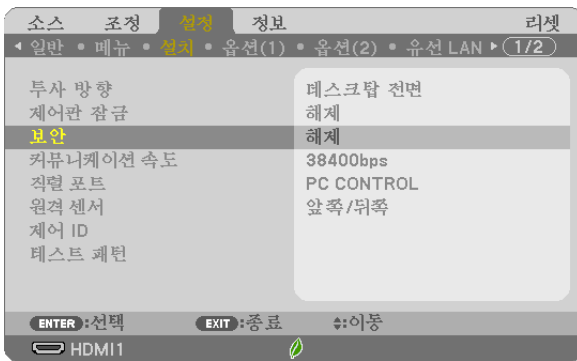 소스 조정 설정 정보 리셋
◀ 일반 • 메뉴 • 설치 • 옵션(1) • 옵션(2) • 유선 LAN ▶ 1/2
투사 방향 데스크탑 전면
제어판 잠금 해제
보안 해제
커뮤니케이션 속도 38400bps
직렬 포트 PC CONTROL
원격 센서 앞쪽/뒤쪽
제어 ID
테스트 패턴
ENTER :선택 EXIT :종료 ♦:이동
HDMI1